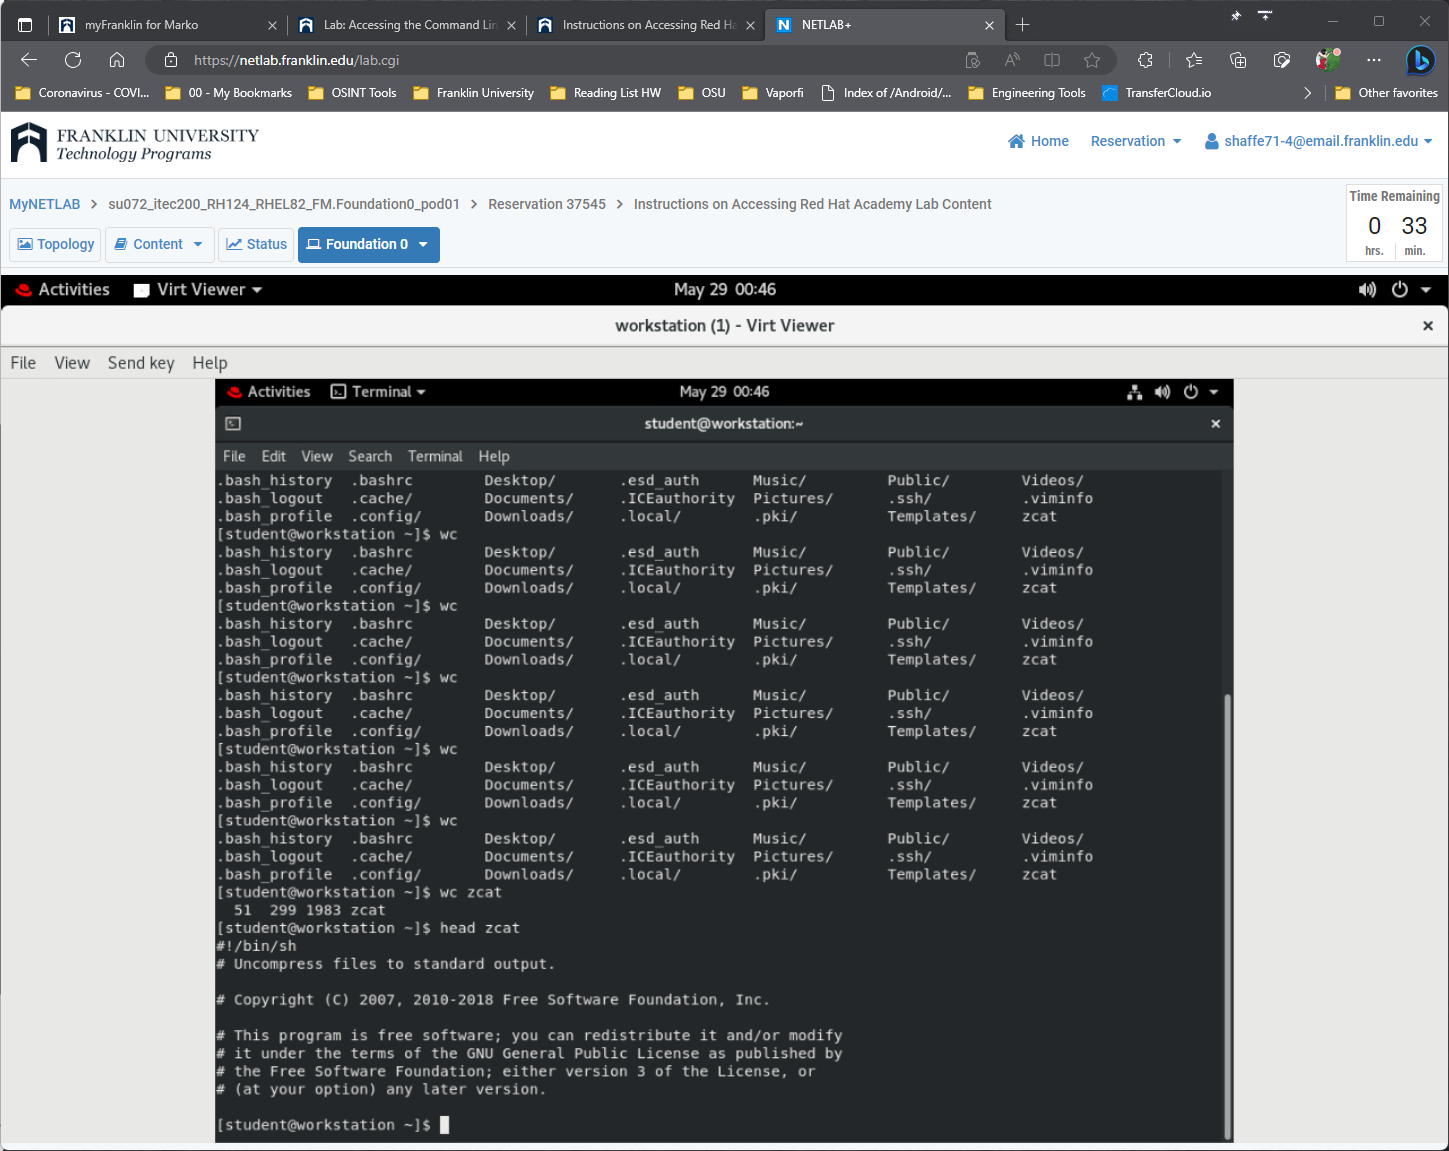 myFranklin for Marko
Lab: Accessing the Command Lin
Instructions on Accessing Red Ha
NETLAB+
https://netlab.franklin.edu/lab.cgi
Coronavirus - COVI...
00 - My Bookmarks
OSINT Tools
Franklin University
Reading List HW
OSU
Vaporfi
Index of /Android/...
Engineering Tools
TransferCloud.io
Other favorites
FRANKLIN UNIVERSITY
Technology Programs
Home
Reservation
shaffe71-4@email.franklin.edu
MyNETLAB > su072_itec200_RH124_RHEL82_FM.Foundation0_pod01 > Reservation 37545 > Instructions on Accessing Red Hat Academy Lab Content
Time Remaining
0 33
hrs. min.
Topology
Content
Status
Foundation 0
Activities
Virt Viewer
May 29 00:46
workstation (1) - Virt Viewer
File View Send key Help
Activities
Terminal
May 29 00:46
student@workstation:~
File Edit View Search Terminal Help
.bash_history .bashrc Desktop/ .esd_auth Music/ Public/ Videos/
.bash_logout .cache/ Documents/ .ICEauthority Pictures/ .ssh/ .viminfo
.bash_profile .config/ Downloads/ .local/ .pki/ Templates/ zcat
[student@workstation ~]$ wc
.bash_history .bashrc Desktop/ .esd_auth Music/ Public/ Videos/
.bash_logout .cache/ Documents/ .ICEauthority Pictures/ .ssh/ .viminfo
.bash_profile .config/ Downloads/ .local/ .pki/ Templates/ zcat
[student@workstation ~]$ wc
.bash_history .bashrc Desktop/ .esd_auth Music/ Public/ Videos/
.bash_logout .cache/ Documents/ .ICEauthority Pictures/ .ssh/ .viminfo
.bash_profile .config/ Downloads/ .local/ .pki/ Templates/ zcat
[student@workstation ~]$ wc
.bash_history .bashrc Desktop/ .esd_auth Music/ Public/ Videos/
.bash_logout .cache/ Documents/ .ICEauthority Pictures/ .ssh/ .viminfo
.bash_profile .config/ Downloads/ .local/ .pki/ Templates/ zcat
[student@workstation ~]$ wc
.bash_history .bashrc Desktop/ .esd_auth Music/ Public/ Videos/
.bash_logout .cache/ Documents/ .ICEauthority Pictures/ .ssh/ .viminfo
.bash_profile .config/ Downloads/ .local/ .pki/ Templates/ zcat
[student@workstation ~]$ wc
.bash_history .bashrc Desktop/ .esd_auth Music/ Public/ Videos/
.bash_logout .cache/ Documents/ .ICEauthority Pictures/ .ssh/ .viminfo
.bash_profile .config/ Downloads/ .local/ .pki/ Templates/ zcat
[student@workstation ~]$ wc zcat
51 299 1983 zcat
[student@workstation ~]$ head zcat
#!/bin/sh
# Uncompress files to standard output.
# Copyright (C) 2007, 2010-2018 Free Software Foundation, Inc.
# This program is free software; you can redistribute it and/or modify
# it under the terms of the GNU General Public License as published by
# the Free Software Foundation; either version 3 of the License, or
# (at your option) any later version.
[student@workstation ~]$